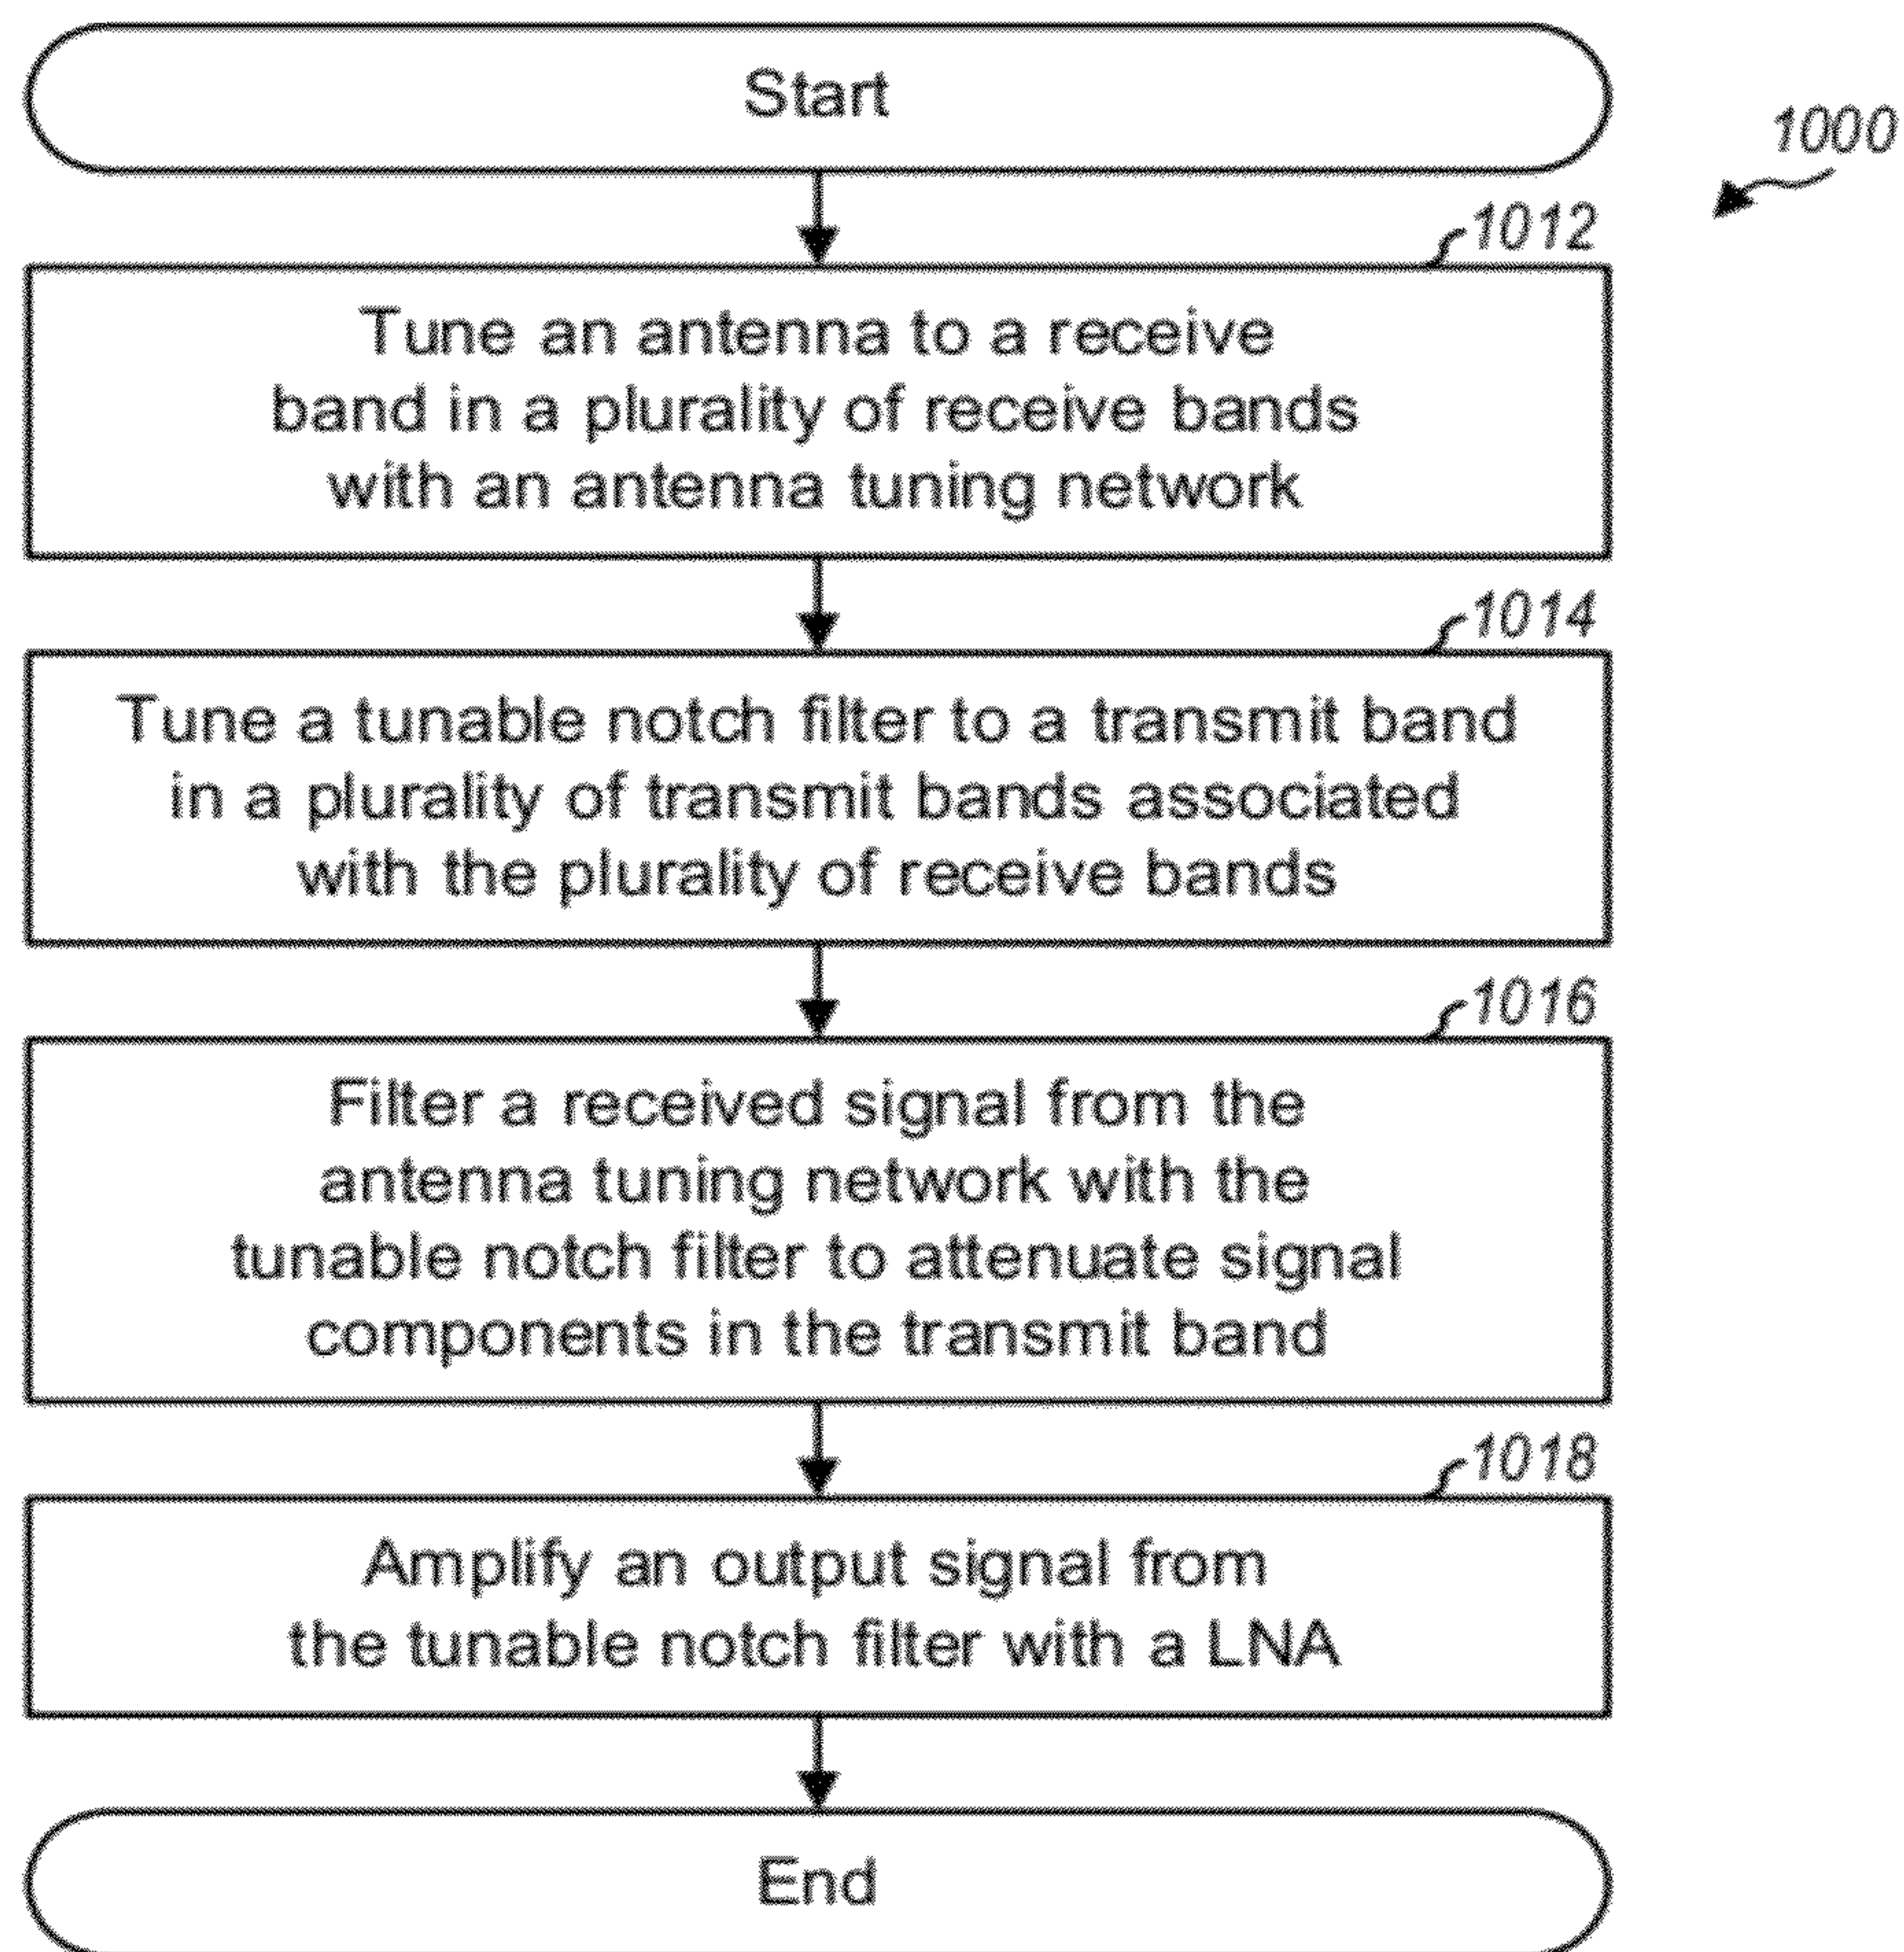 Start
1000
1012
Tune an antenna to a receive
band in a plurality of receive bands
with an antenna tuning network
1014
Tune a tunable notch filter to a transmit band
in a plurality of transmit bands associated
with the plurality of receive bands
1016
Filter a received signal from the
antenna tuning network with the
tunable notch filter to attenuate signal
components in the transmit band
1018
Amplify an output signal from
the tunable notch filter with a LNA
End